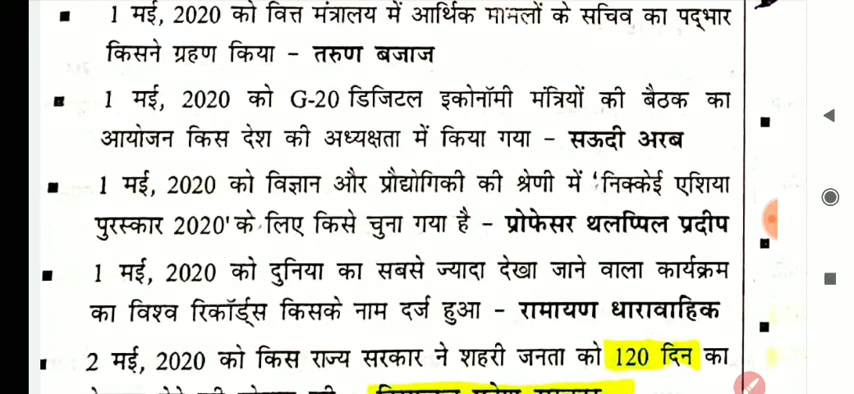 ▪ 1 मई, 2020 को वित्त मंत्रालय में आर्थिक मामलों के सचिव का पद्भार
किसने ग्रहण किया – तरुण बजाज
▪ 1 मई, 2020 को G-20 डिजिटल इकोनॉमी मंत्रियों की बैठक का
आयोजन किस देश की अध्यक्षता में किया गया – सऊदी अरब
▪ 1 मई, 2020 को विज्ञान और प्रौद्योगिकी की श्रेणी में 'निक्केई एशिया
पुरस्कार 2020' के लिए किसे चुना गया है – प्रोफेसर थलप्पिल प्रदीप
▪ 1 मई, 2020 को दुनिया का सबसे ज्यादा देखा जाने वाला कार्यक्रम
का विश्व रिकॉर्ड्स किसके नाम दर्ज हुआ – रामायण धारावाहिक
▪ 2 मई, 2020 को किस राज्य सरकार ने शहरी जनता को 120 दिन का